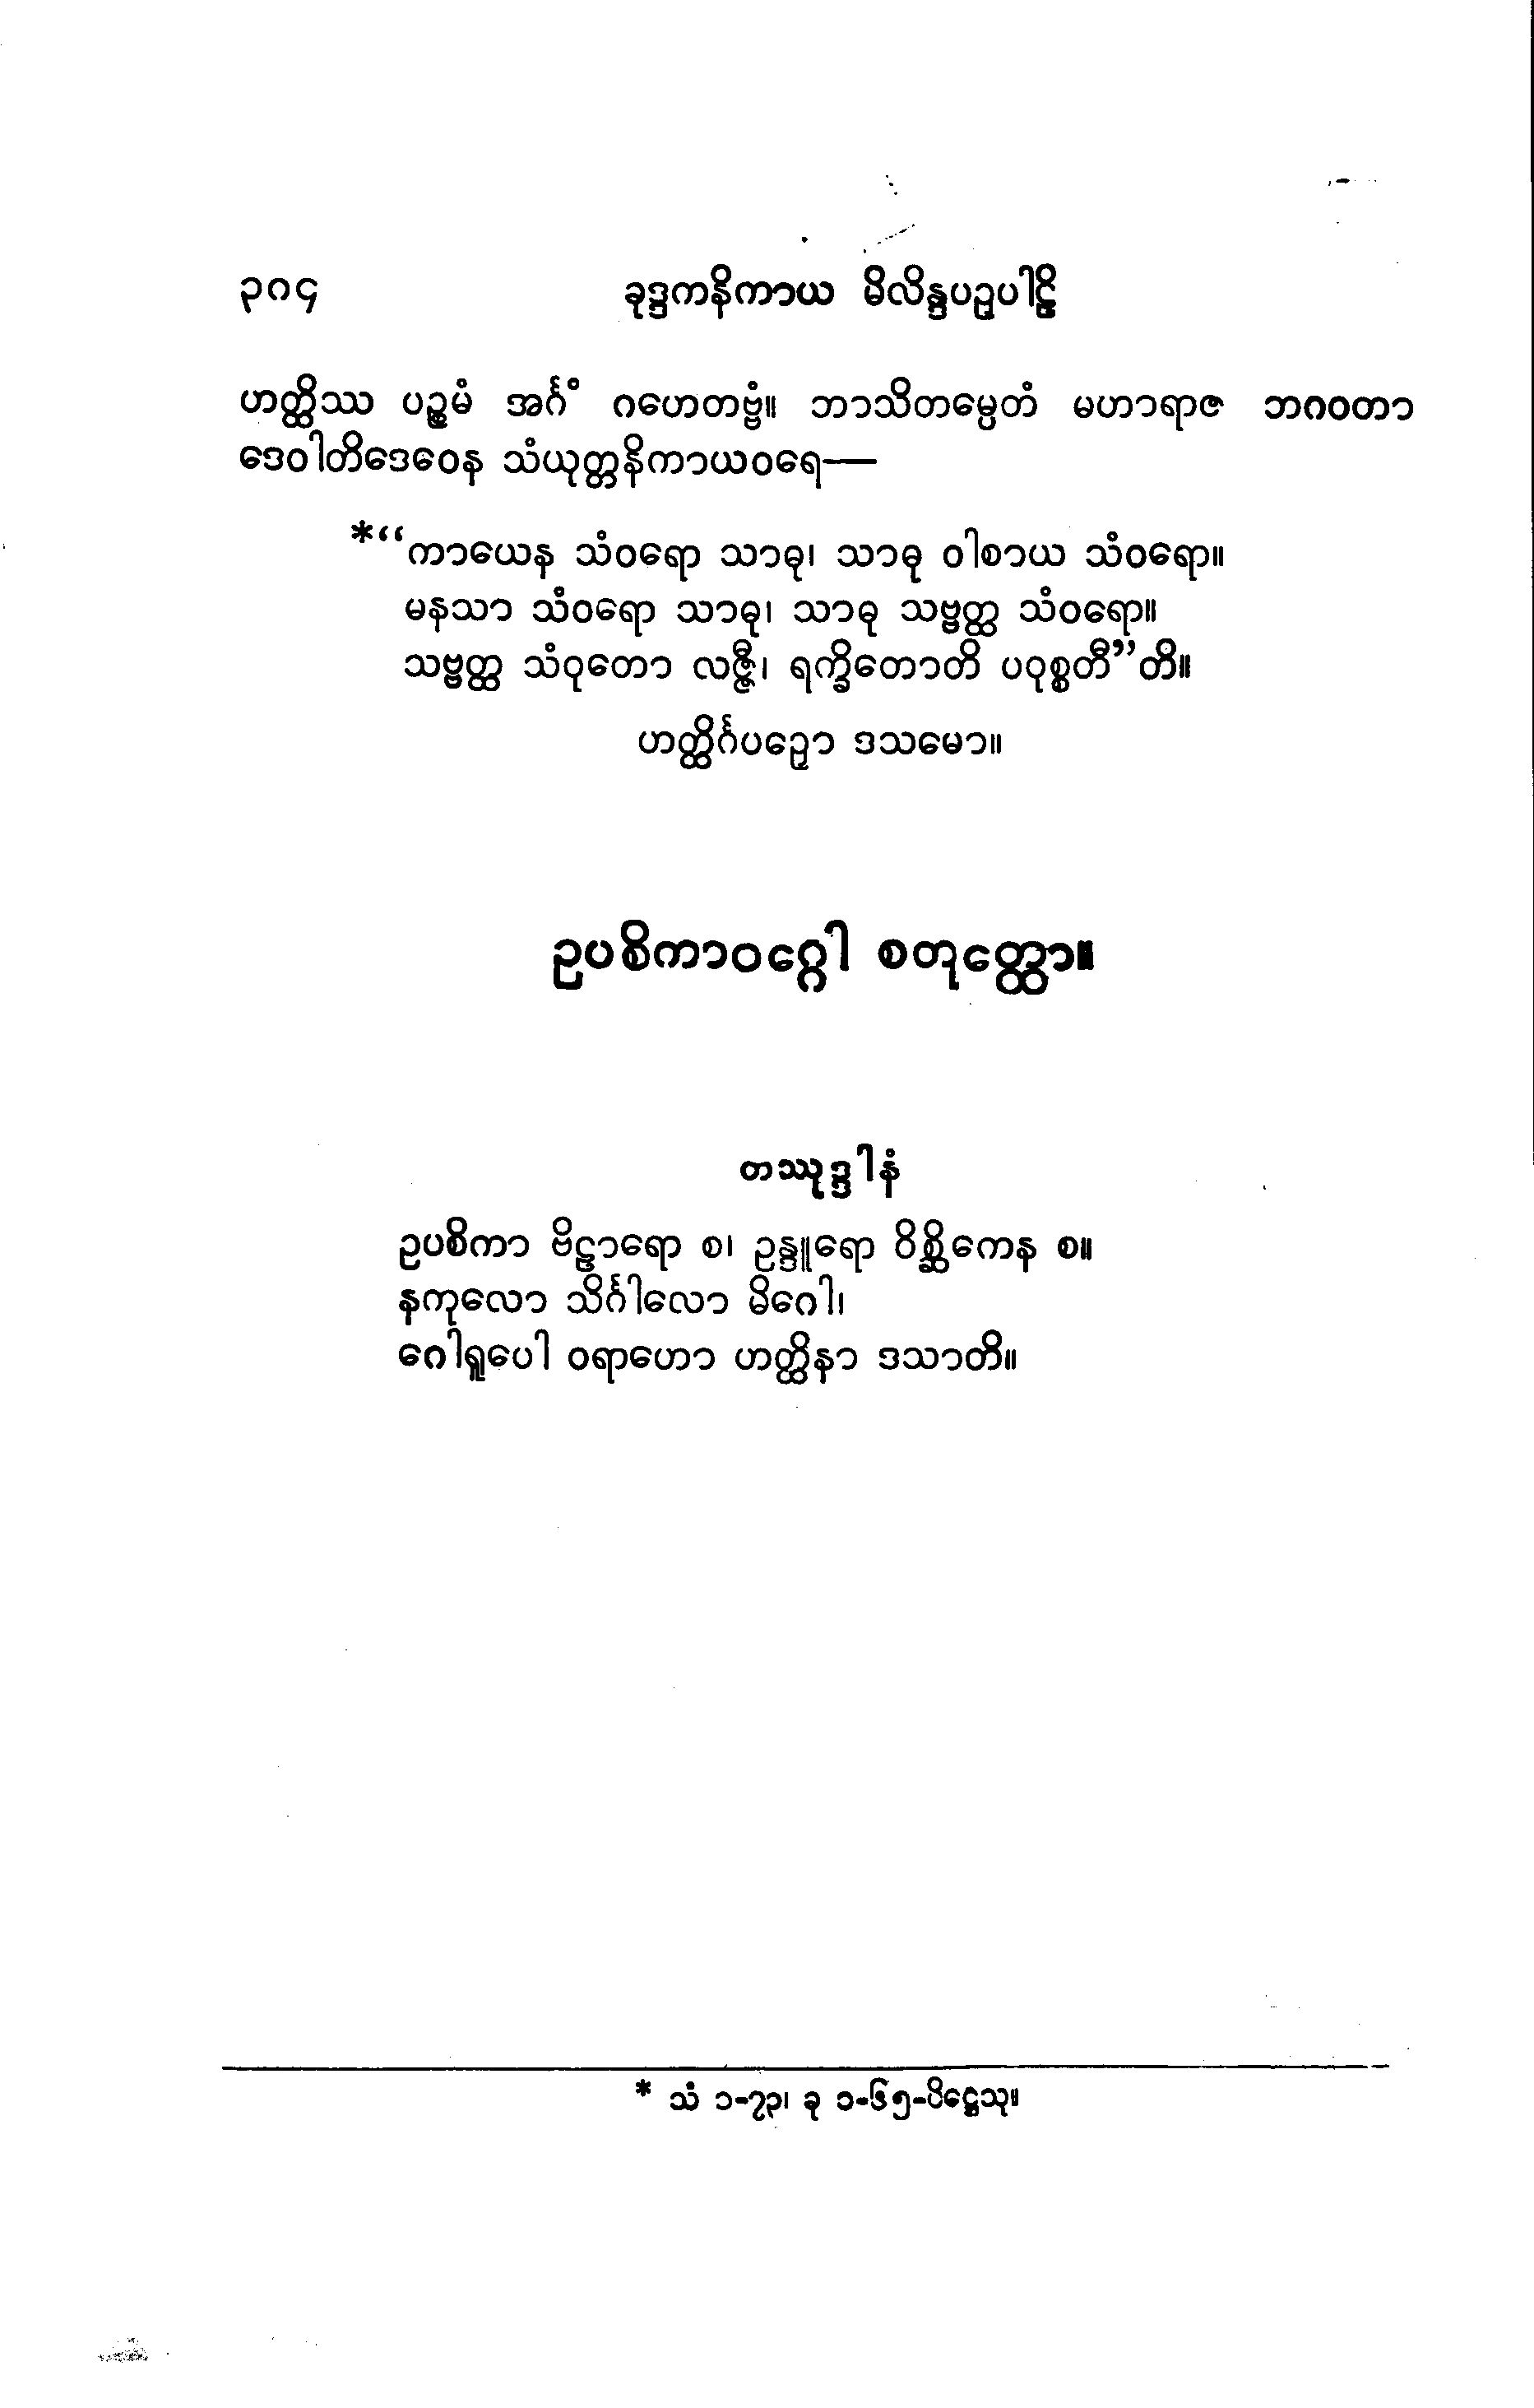 ၃၈၄ ခုဒ္ဒကနိကာယ မိလိန္ဒပဉှပါဠိ
ဟတ္ထိဿ ပဉ္စမံ အင်္ဂံ ဂဟေတဗ္ဗံ။ ဘာသိတမ္ပေတံ မဟာရာဇ ဘဂဝတာ
ဒေဝါတိဒေဝေန သံယုတ္တနိကာယဝရေ—
*“ကာယေန သံဝရော သာဓု၊ သာဓု ဝါစာယ သံဝရော။
မနသာ သံဝရော သာဓု၊ သာဓု သဗ္ဗတ္ထ သံဝရော။
သဗ္ဗတ္ထ သံဝုတော လဇ္ဇီ၊ ရက္ခိတောတိ ပဝုစ္စတီ”တိ။
ဟတ္ထိင်္ဂပဉှော ဒသမော။
ဥပစိကာဝဂ္ဂေါ စတုတ္ထော။
တဿုဒ္ဒါနံ
ဥပစိကာ ဗိဠာရော စ၊ ဥန္ဒူရော ဝိစ္ဆိကေန စ။
နကုလော သိင်္ဂါလော မိဂေါ၊
ဂေါရူပေါ ဝရာဟော ဟတ္ထိနာ ဒသာတိ။
* သံ ၁-၇၃၊ ခု ၁-၆၅-ပိဋ္ဌေသု။